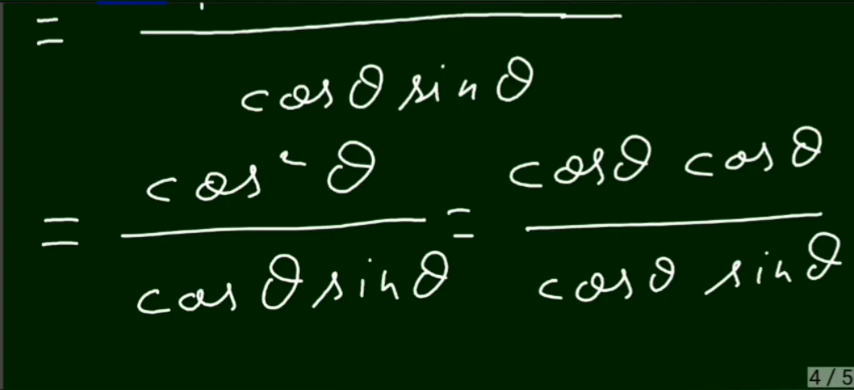 =
cosθ sinθ
= cos²θ / cosθ sinθ = cosθ cosθ / cosθ sinθ
4/5